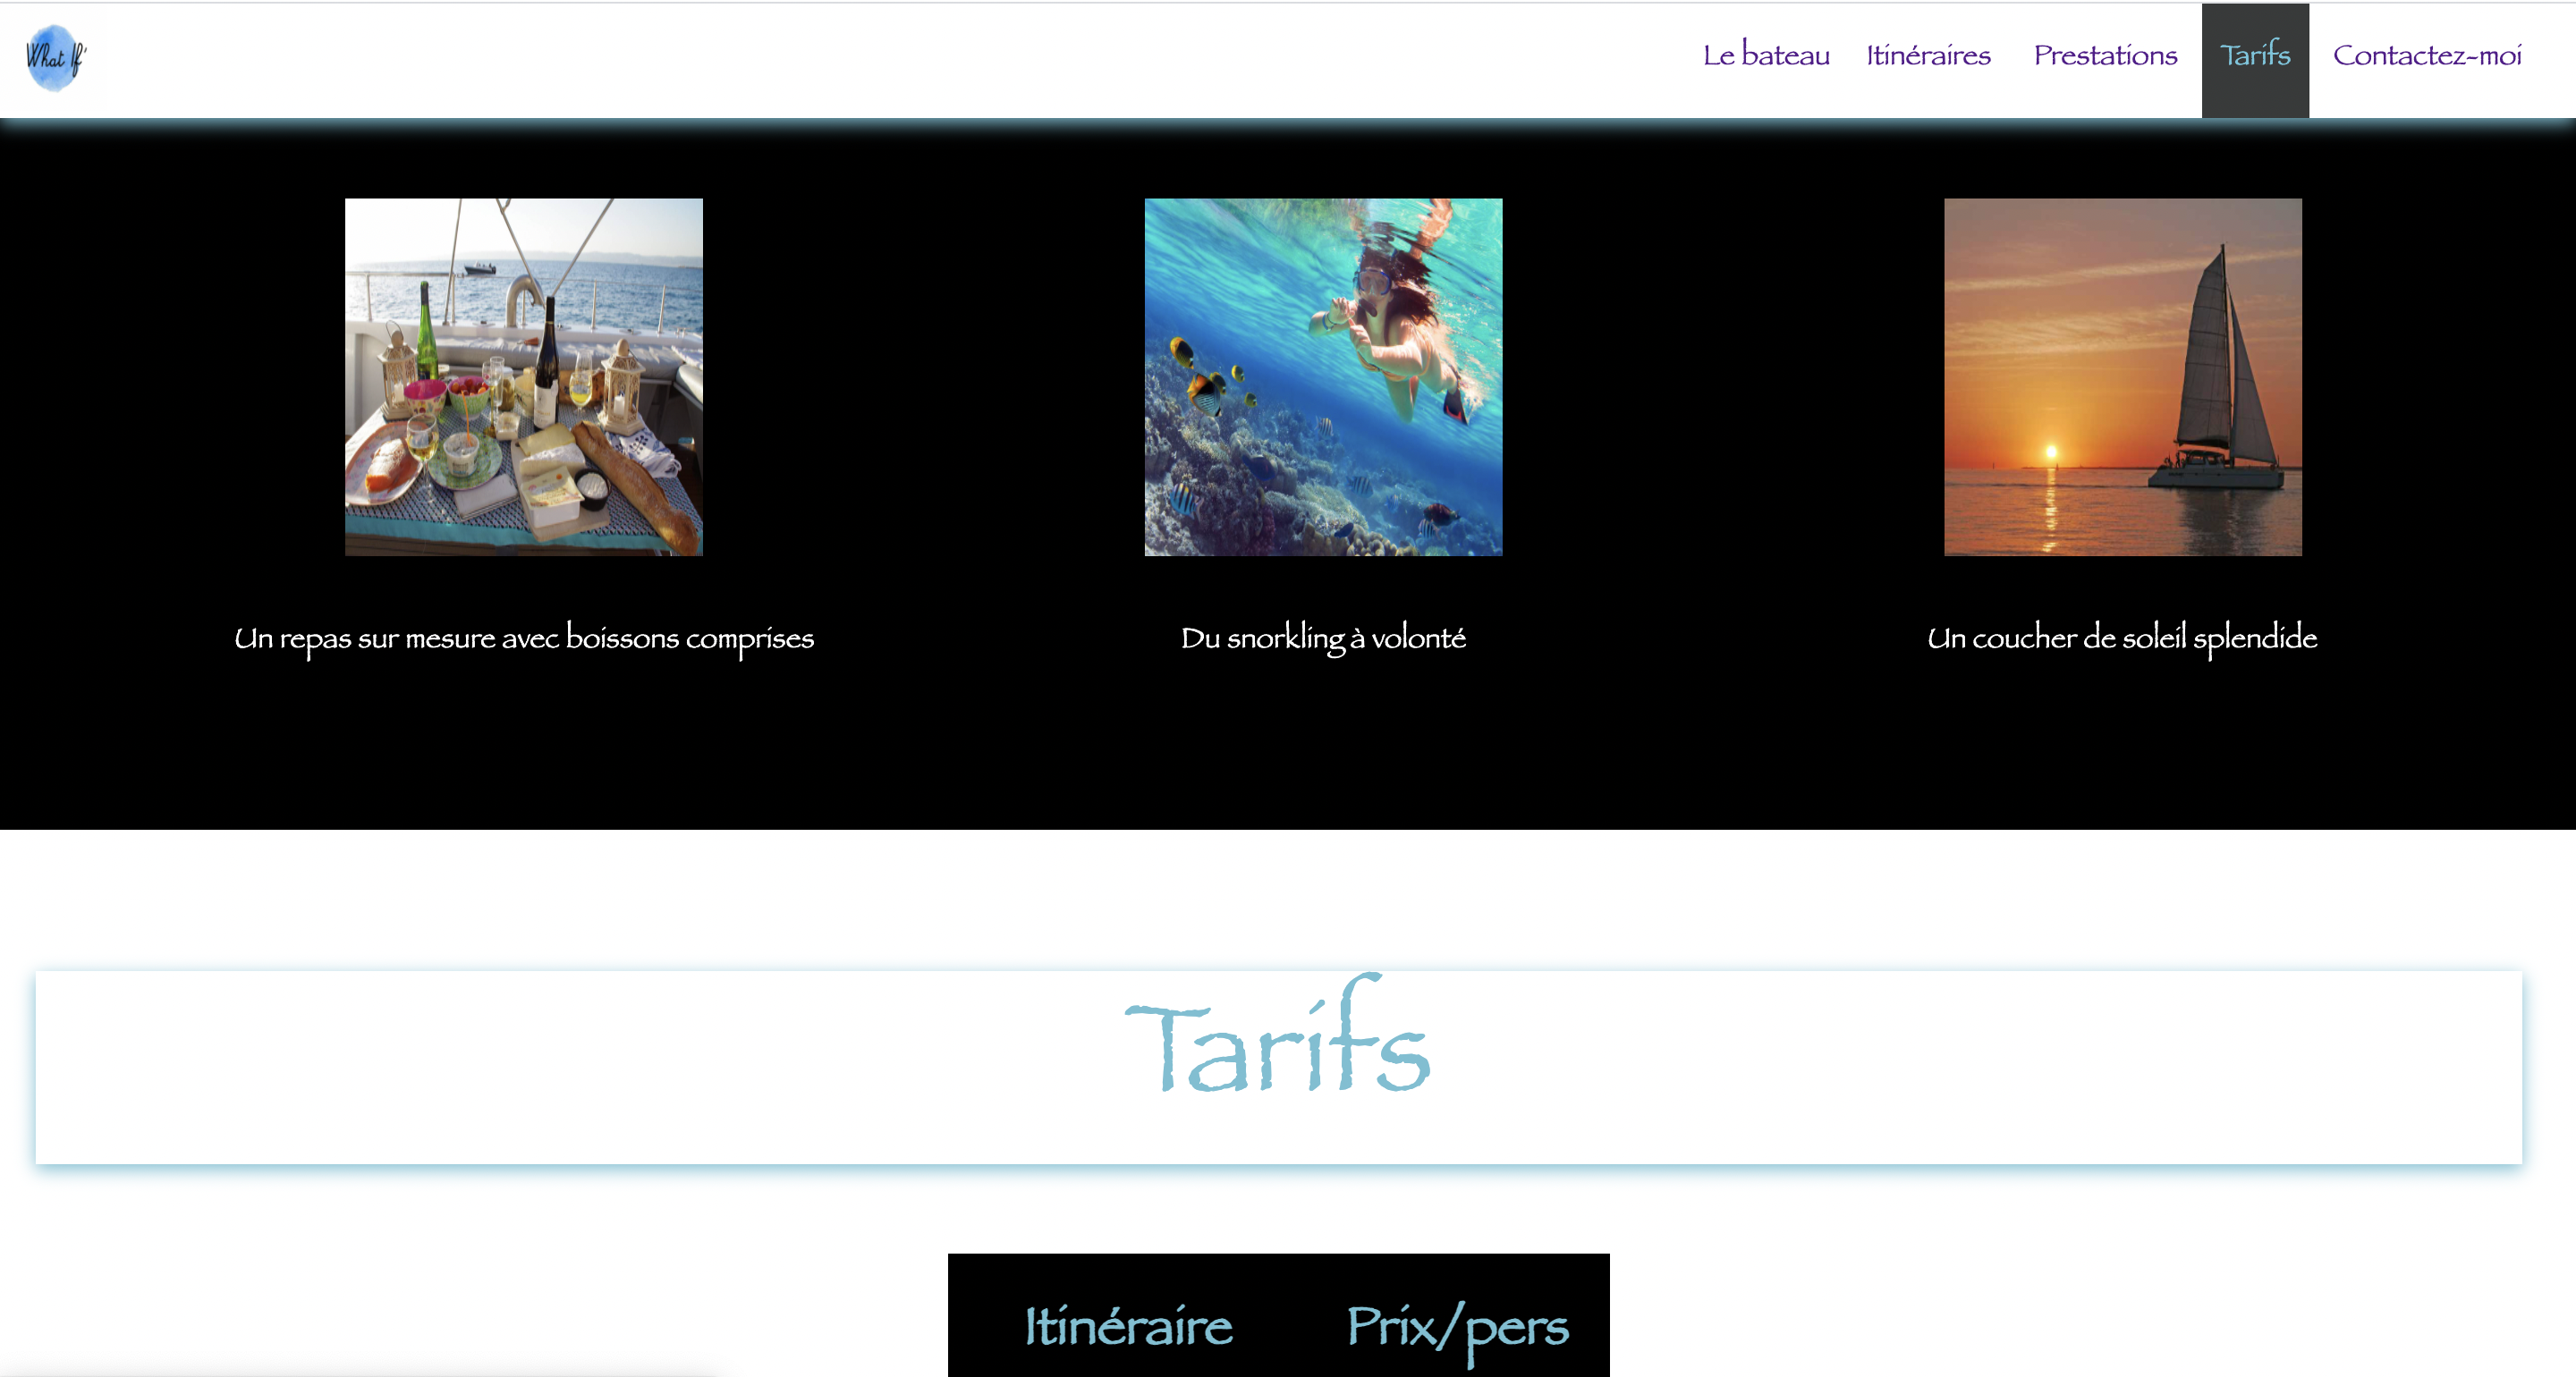 What If'
Le bateau Itinéraires Prestations Tarifs Contactez-moi
Un repas sur mesure avec boissons comprises
Du snorkling à volonté
Un coucher de soleil splendide
Tarifs
Itinéraire Prix/pers